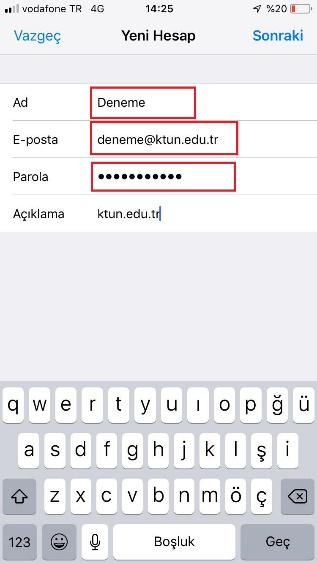 vodafone TR 4G 14:25 %20
Vazgeç Yeni Hesap Sonraki
Ad Deneme
E-posta deneme@ktun.edu.tr
Parola ●●●●●●●●●●●
Açıklama ktun.edu.tr
q w e r t y u ı o p ğ ü
a s d f g h j k l ş i
z x c v b n m ö ç
123 Boşluk Geç